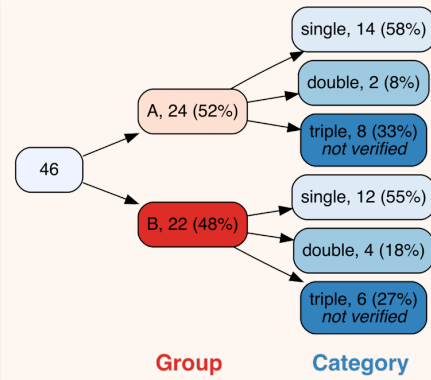 single, 14 (58%)
double, 2 (8%)
A, 24 (52%)
triple, 8 (33%)
not verified
46
single, 12 (55%)
B, 22 (48%)
double, 4 (18%)
triple, 6 (27%)
not verified
Group
Category